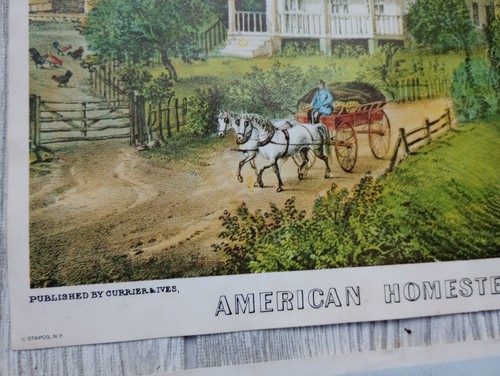 PUBLISHED BY CURRIER & IVES,
AMERICAN HOMESTE
© STAPCO, N.Y.